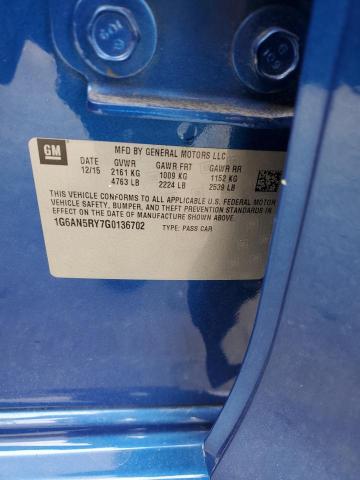 GM
MFD BY GENERAL MOTORS LLC
DATE GVWR GAWR FRT GAWR RR
12/15 2161 KG 1009 KG 1152 KG
4763 LB 2224 LB 2539 LB
THIS VEHICLE CONFORMS TO ALL APPLICABLE U.S. FEDERAL MOTOR
VEHICLE SAFETY, BUMPER, AND THEFT PREVENTION STANDARDS IN
EFFECT ON THE DATE OF MANUFACTURE SHOWN ABOVE.
1G6AN5RY7G0136702 TYPE: PASS CAR